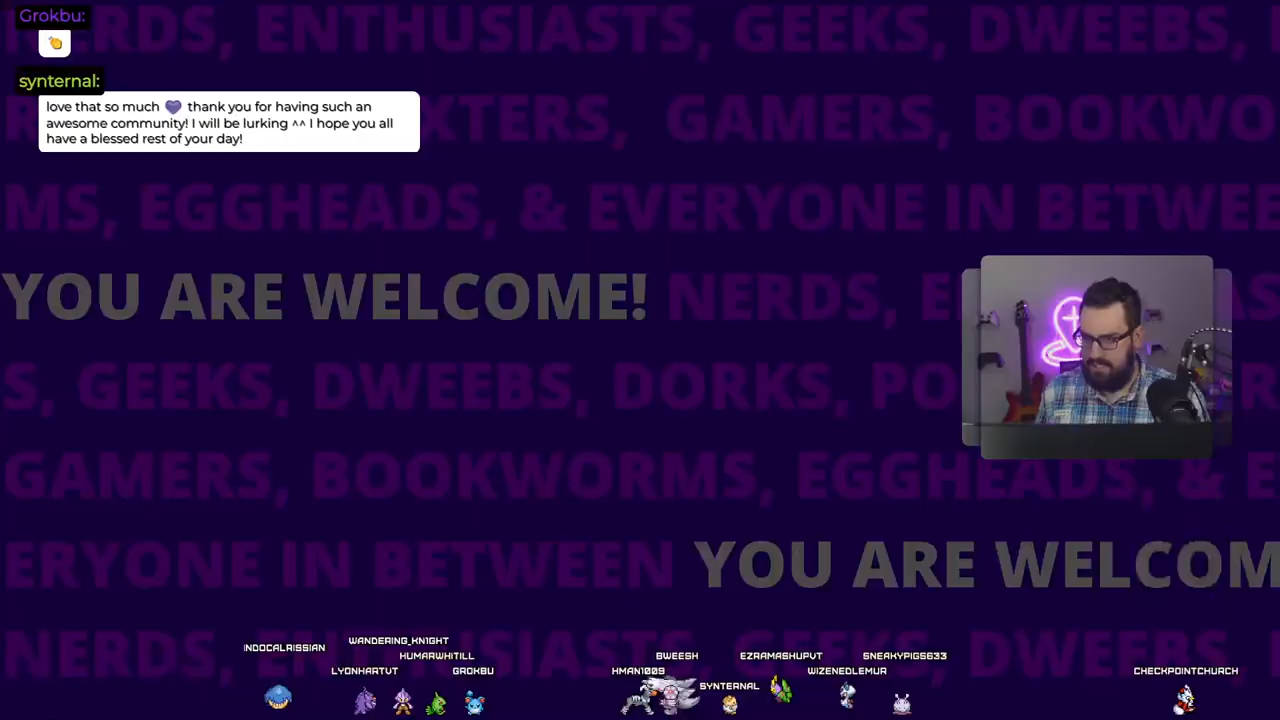 Grokbu:
synternal:
love that so much 💜 thank you for having such an
awesome community! I will be lurking ^^ I hope you all
have a blessed rest of your day!
NERDS, ENTHUSIASTS, GEEKS, DWEEBS,
XTERS, GAMERS, BOOKWO
MS, EGGHEADS, & EVERYONE IN BETWEE
YOU ARE WELCOME! NERDS, E
S, GEEKS, DWEEBS, DORKS, PO
GAMERS, BOOKWORMS, EGGHEADS, & E
ERYONE IN BETWEEN YOU ARE WELCOM
NERDS, ENTHUSIASTS, GEEKS, DWEEBS,
INDOCALRISSIAN
WANDERING_KN1GHT
HUMARWHITILL
LYONHARTVT
GROKBU
BWEESH
HMAN1009
SYNTERNAL
EZRAMASHUPVT
WIZENEDLEMUR
SNEAKYPIGS633
CHECKPOINTCHURCH